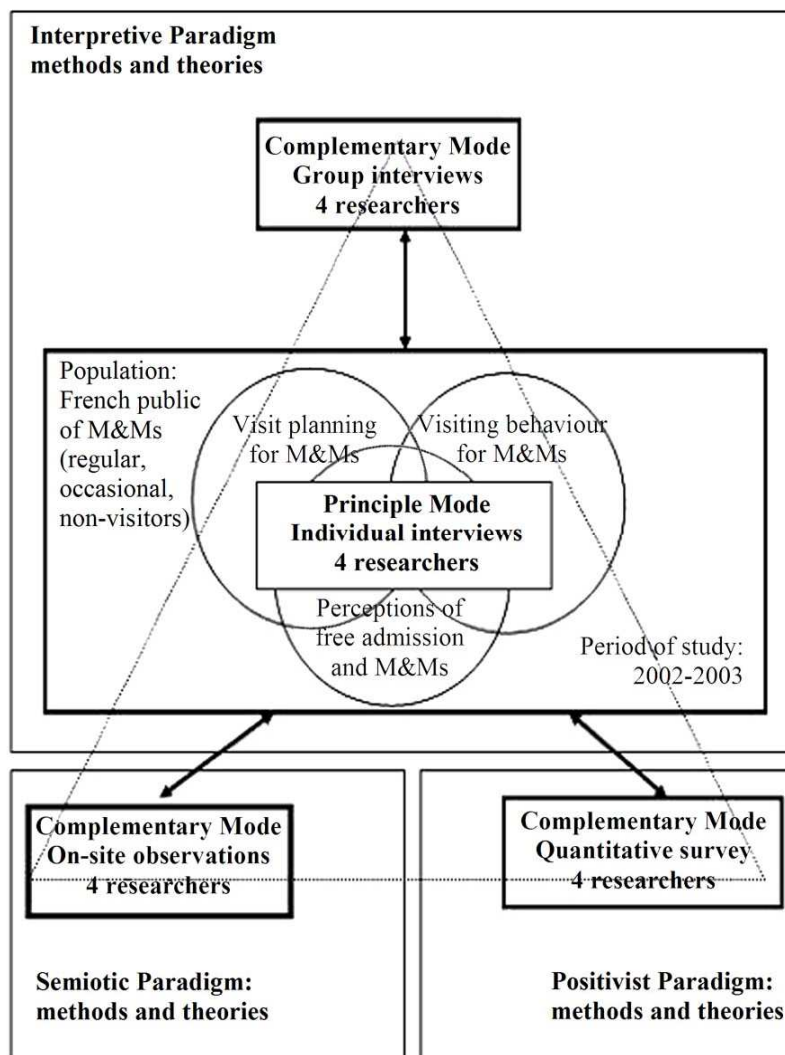 Interpretive Paradigm
methods and theories
Complementary Mode
Group interviews
4 researchers
Population:
French public
of M&Ms
(regular,
occasional,
non-visitors)
Visit planning
for M&Ms
Visiting behaviour
for M&Ms
Principle Mode
Individual interviews
4 researchers
Perceptions of
free admission
and M&Ms
Period of study:
2002-2003
Complementary Mode
On-site observations
4 researchers
Complementary Mode
Quantitative survey
4 researchers
Semiotic Paradigm:
methods and theories
Positivist Paradigm:
methods and theories